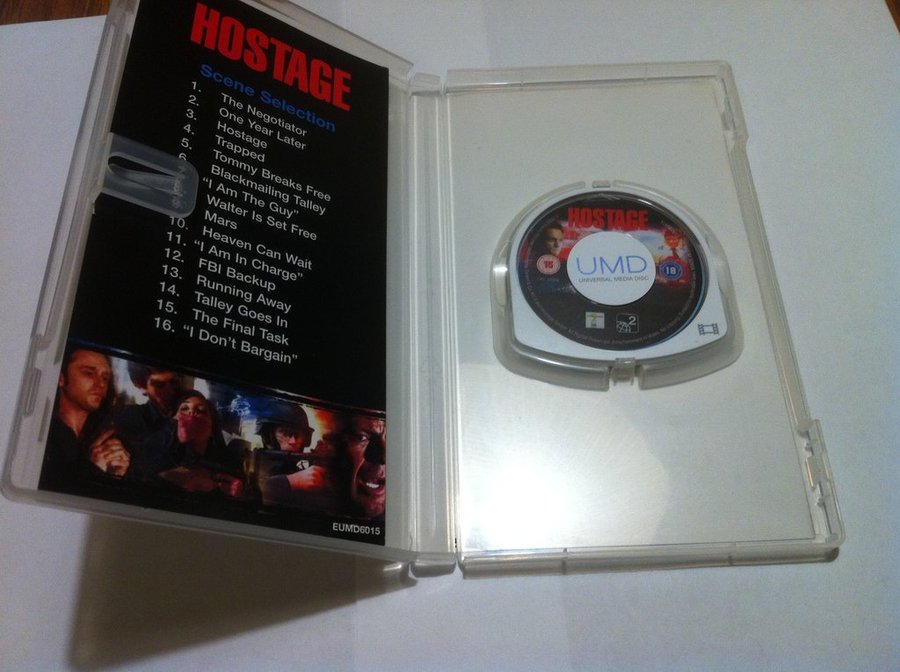 HOSTAGE
Scene Selection
1. The Negotiator
2. One Year Later
3. Hostage
4. Trapped
5. Tommy Breaks Free
6. Blackmailing Talley
"I Am The Guy"
Walter Is Set Free
Mars
10. Heaven Can Wait
11. "I Am In Charge"
12. FBI Backup
13. Running Away
14. Talley Goes In
15. The Final Task
16. "I Don't Bargain"
EUMD6015
HOSTAGE
15
UMD
UNIVERSAL MEDIA DISC
18
2